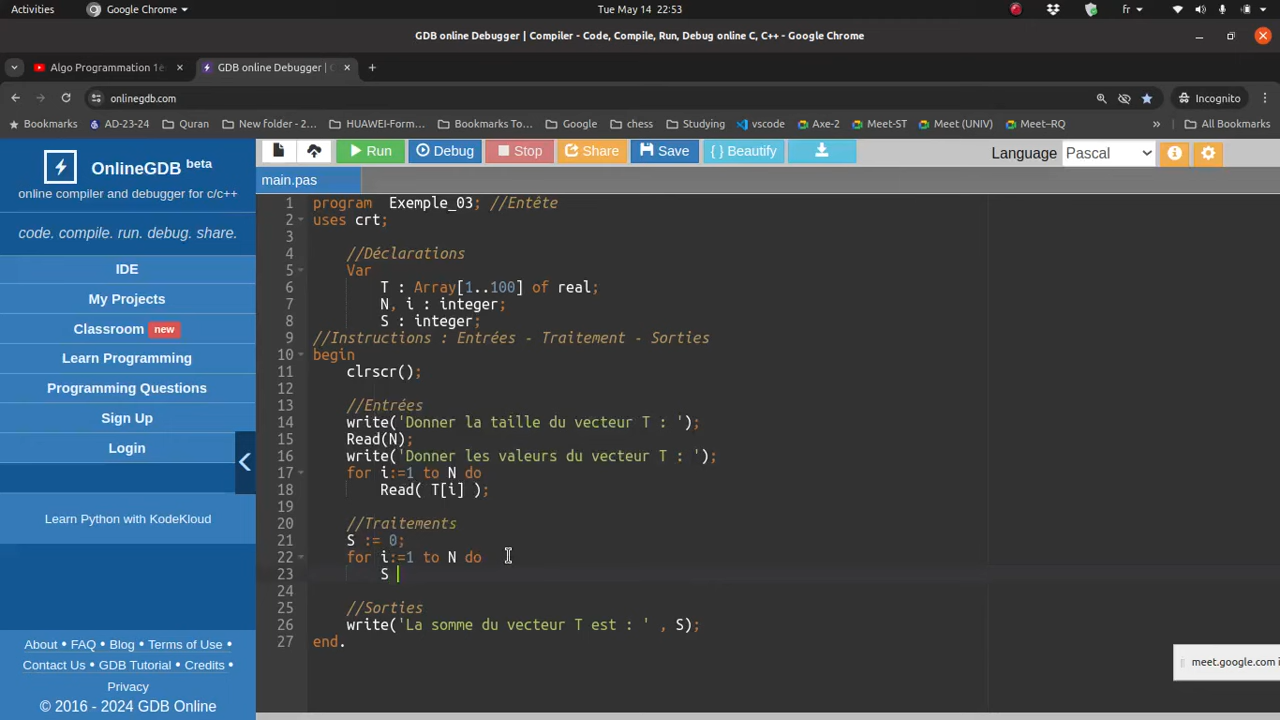 Activities Google Chrome Tue May 14 22:53 fr
GDB online Debugger | Compiler - Code, Compile, Run, Debug online C, C++ - Google Chrome
Algo Programmation 1è × GDB online Debugger | C × +
onlinegdb.com Incognito
Bookmarks AD-23-24 Quran New folder - 2... HUAWEI-Form... Bookmarks To... Google chess Studying vscode Axe-2 Meet-ST Meet (UNIV) Meet–RQ » All Bookmarks
OnlineGDB beta
online compiler and debugger for c/c++
code. compile. run. debug. share.
IDE
My Projects
Classroom new
Learn Programming
Programming Questions
Sign Up
Login
Learn Python with KodeKloud
About • FAQ • Blog • Terms of Use •
Contact Us • GDB Tutorial • Credits •
Privacy
© 2016 - 2024 GDB Online
Run Debug Stop Share Save { } Beautify Language Pascal
main.pas
1 program Exemple_03; //Entête
2 uses crt;
3
4 //Déclarations
5 Var
6 T : Array[1..100] of real;
7 N, i : integer;
8 S : integer;
9 //Instructions : Entrées - Traitement - Sorties
10 begin
11 clrscr();
12
13 //Entrées
14 write('Donner la taille du vecteur T : ');
15 Read(N);
16 write('Donner les valeurs du vecteur T : ');
17 for i:=1 to N do
18 Read( T[i] );
19
20 //Traitements
21 S := 0;
22 for i:=1 to N do
23 S
24
25 //Sorties
26 write('La somme du vecteur T est : ' , S);
27 end.
meet.google.com i